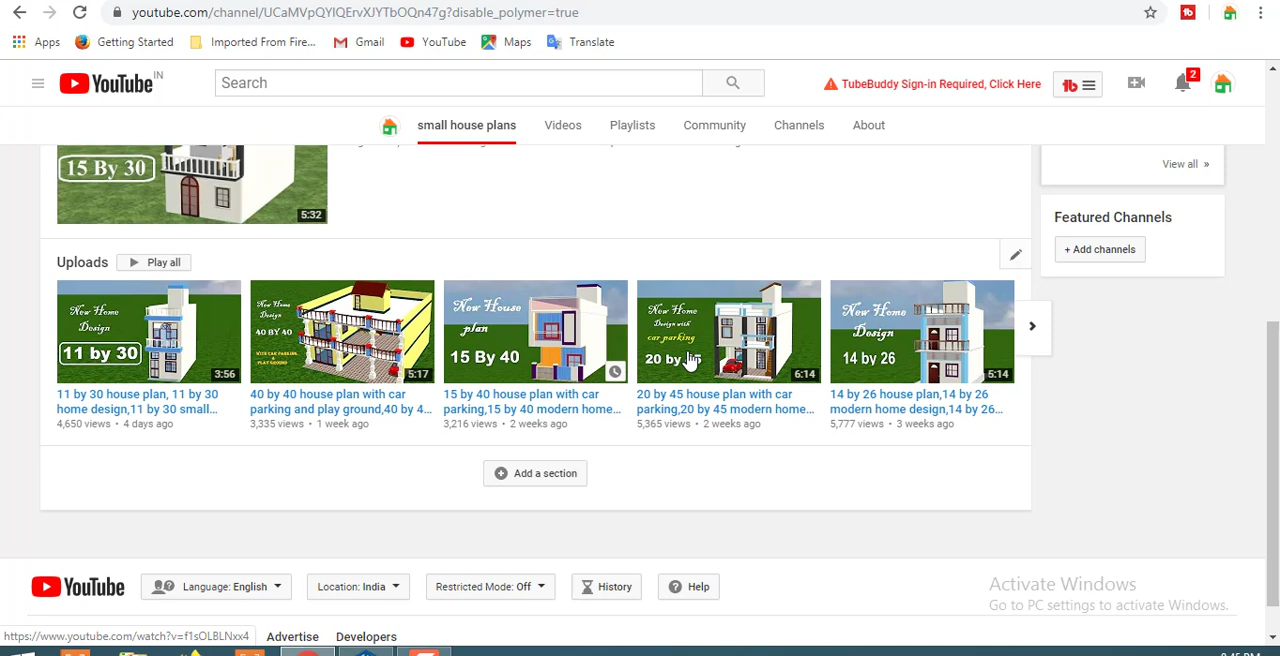 youtube.com/channel/UCaMVpQYlQErvXJYTbOQn47g?disable_polymer=true
Apps Getting Started Imported From Fire... Gmail YouTube Maps Translate
YouTube IN Search TubeBuddy Sign-in Required, Click Here tb 2
small house plans Videos Playlists Community Channels About
15 By 30
5:32
View all »
Featured Channels
+ Add channels
Uploads Play all
New Home
Design
11 by 30
3:56
New Home
Design
40 BY 40
WITH CAR PARKING
&
PLAY GROUND
5:17
New House
plan
15 By 40
New Home
Design with
car parking
20 by
6:14
New Home
Design
14 by 26
5:14
11 by 30 house plan, 11 by 30
home design,11 by 30 small...
4,650 views • 4 days ago
40 by 40 house plan with car
parking and play ground,40 by 4...
3,335 views • 1 week ago
15 by 40 house plan with car
parking,15 by 40 modern home...
3,216 views • 2 weeks ago
20 by 45 house plan with car
parking,20 by 45 modern home...
5,365 views • 2 weeks ago
14 by 26 house plan,14 by 26
modern home design,14 by 26...
5,777 views • 3 weeks ago
Add a section
YouTube Language: English Location: India Restricted Mode: Off History Help
Activate Windows
Go to PC settings to activate Windows.
https://www.youtube.com/watch?v=f1sOLBLNxx4 Advertise Developers